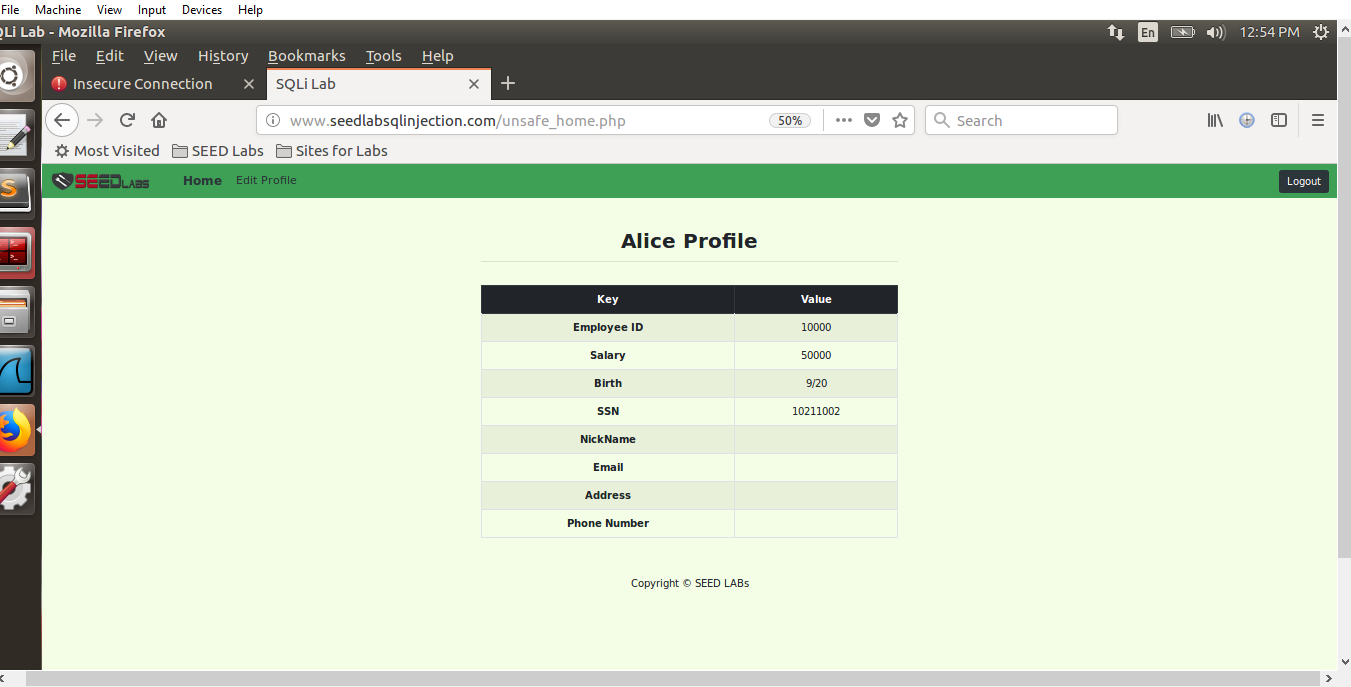 File Machine View Input Devices Help
QLi Lab - Mozilla Firefox En 12:54 PM
File Edit View History Bookmarks Tools Help
Insecure Connection SQLi Lab
www.seedlabsqlinjection.com/unsafe_home.php 50% Search
Most Visited SEED Labs Sites for Labs
SEEDLABS Home Edit Profile Logout
Alice Profile
Key Value
Employee ID 10000
Salary 50000
Birth 9/20
SSN 10211002
NickName
Email
Address
Phone Number
Copyright © SEED LABs